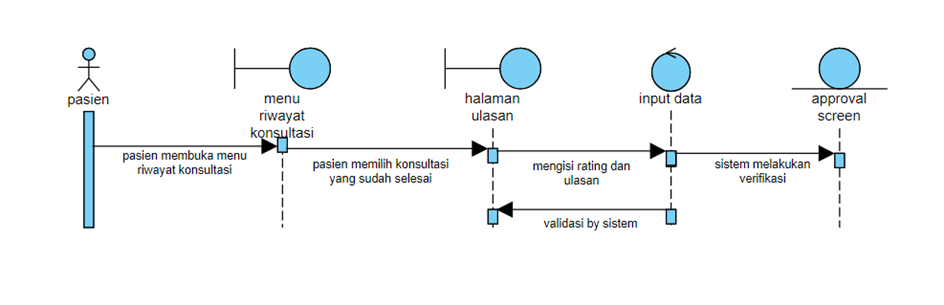 pasien
menu
riwayat
konsultasi
halaman
ulasan
input data
approval
screen
pasien membuka menu
riwayat konsultasi
pasien memilih konsultasi
yang sudah selesai
mengisi rating dan
ulasan
sistem melakukan
verifikasi
validasi by sistem